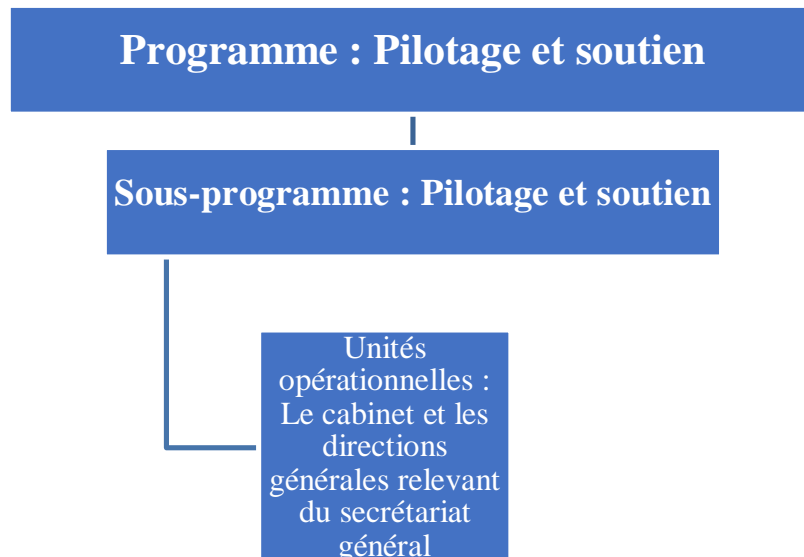 Programme : Pilotage et soutien
Sous-programme : Pilotage et soutien
Unités
opérationnelles :
Le cabinet et les
directions
générales relevant
du secrétariat
général